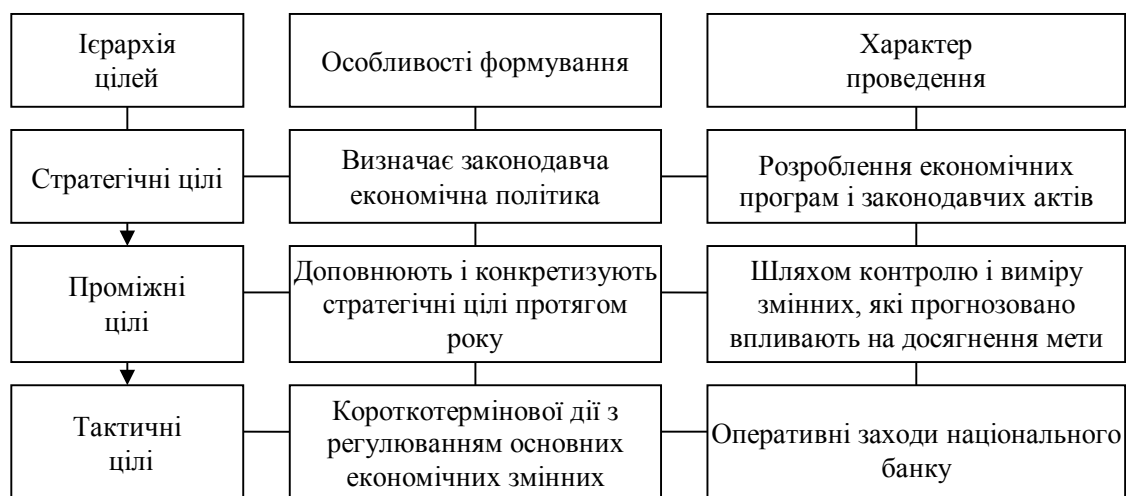 Ієрархія
цілей
Особливості формування
Характер
проведення
Стратегічні цілі
Визначає законодавча
економічна політика
Розроблення економічних
програм і законодавчих актів
Проміжні
цілі
Доповнюють і конкретизують
стратегічні цілі протягом
року
Шляхом контролю і виміру
змінних, які прогнозовано
впливають на досягнення мети
Тактичні
цілі
Короткотермінової дії з
регулюванням основних
економічних змінних
Оперативні заходи національного
банку